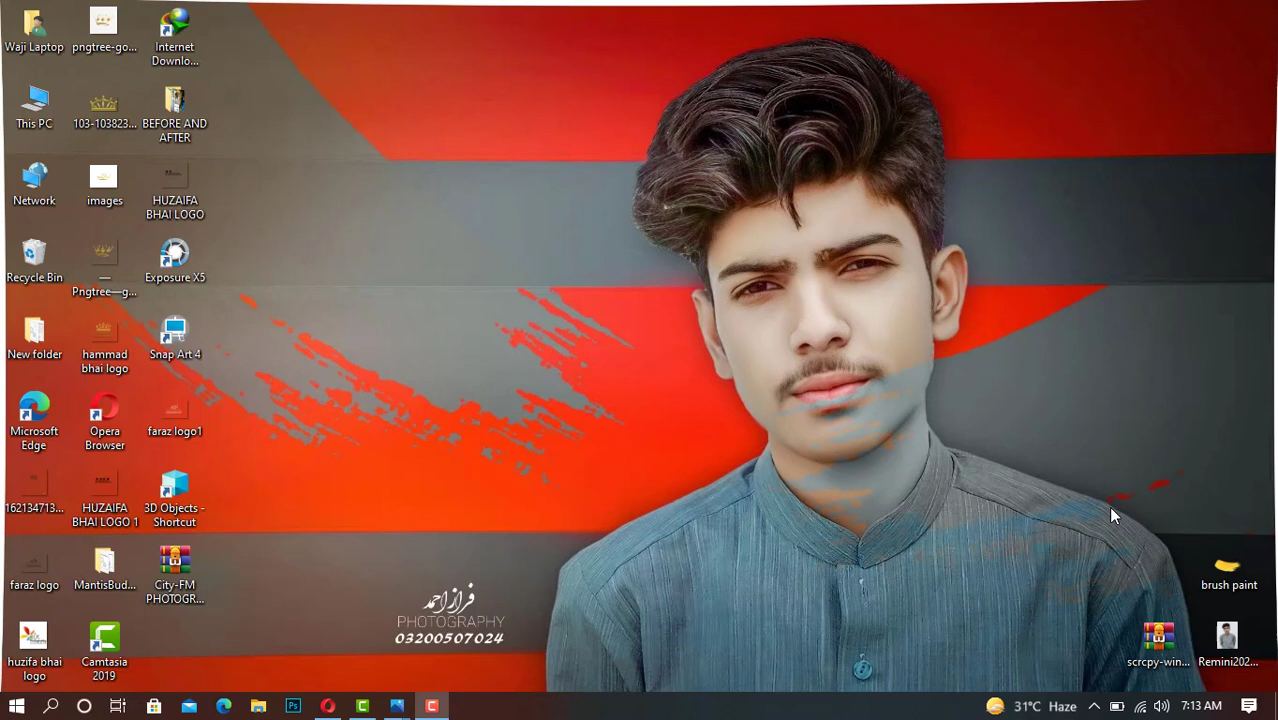 Waji Laptop
pngtree-go...
Internet
Downlo...
This PC
103-103823...
BEFORE AND
AFTER
Network
images
HUZAIFA
BHAI LOGO
Recycle Bin
—
Pngtree—g...
Exposure X5
New folder
hammad
bhai logo
Snap Art 4
Microsoft
Edge
Opera
Browser
faraz logo1
162134713...
HUZAIFA
BHAI LOGO 1
3D Objects -
Shortcut
faraz logo
MantisBud...
City-FM
PHOTOGR...
huzifa bhai
logo
Camtasia
2019
فراز احمد
PHOTOGRAPHY
03200507024
brush paint
scrcpy-win...
Remini202...
Ps
31°C Haze
7:13 AM